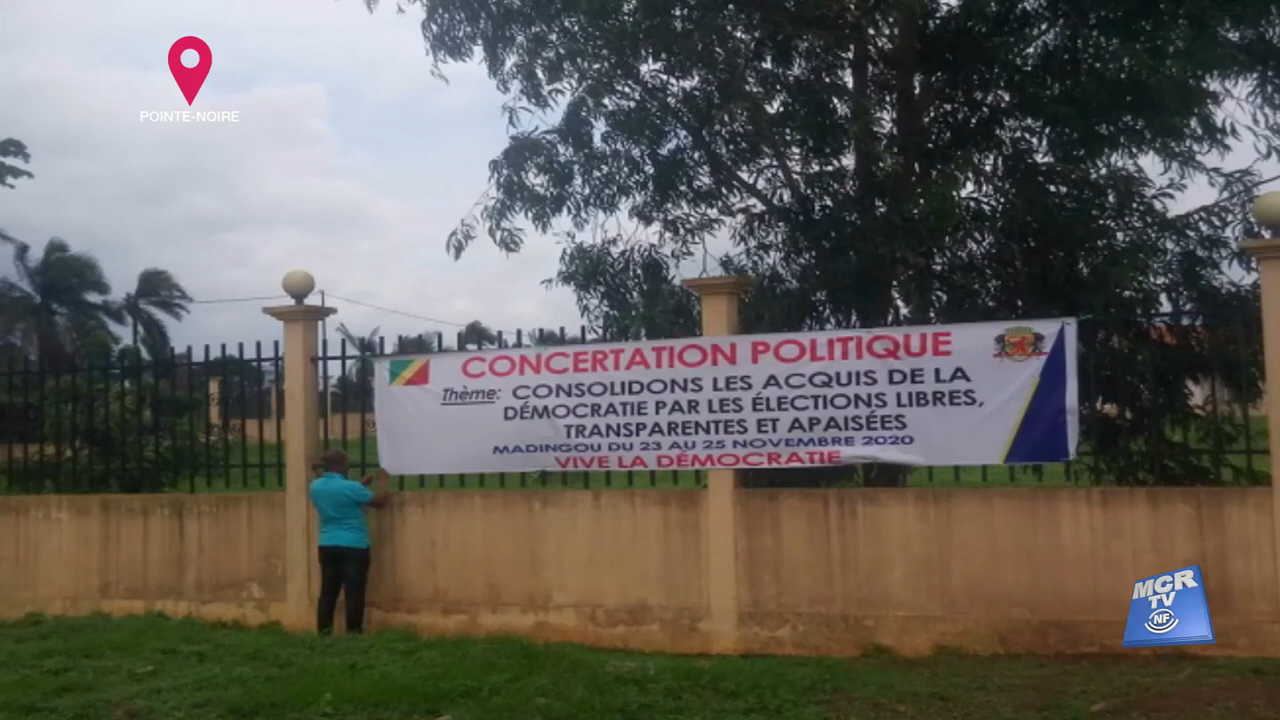 POINTE-NOIRE
CONCERTATION POLITIQUE
Thème: CONSOLIDONS LES ACQUIS DE LA
DÉMOCRATIE PAR LES ÉLECTIONS LIBRES,
TRANSPARENTES ET APAISÉES
MADINGOU DU 23 AU 25 NOVEMBRE 2020
VIVE LA DÉMOCRATIE
MCR
TV
NF